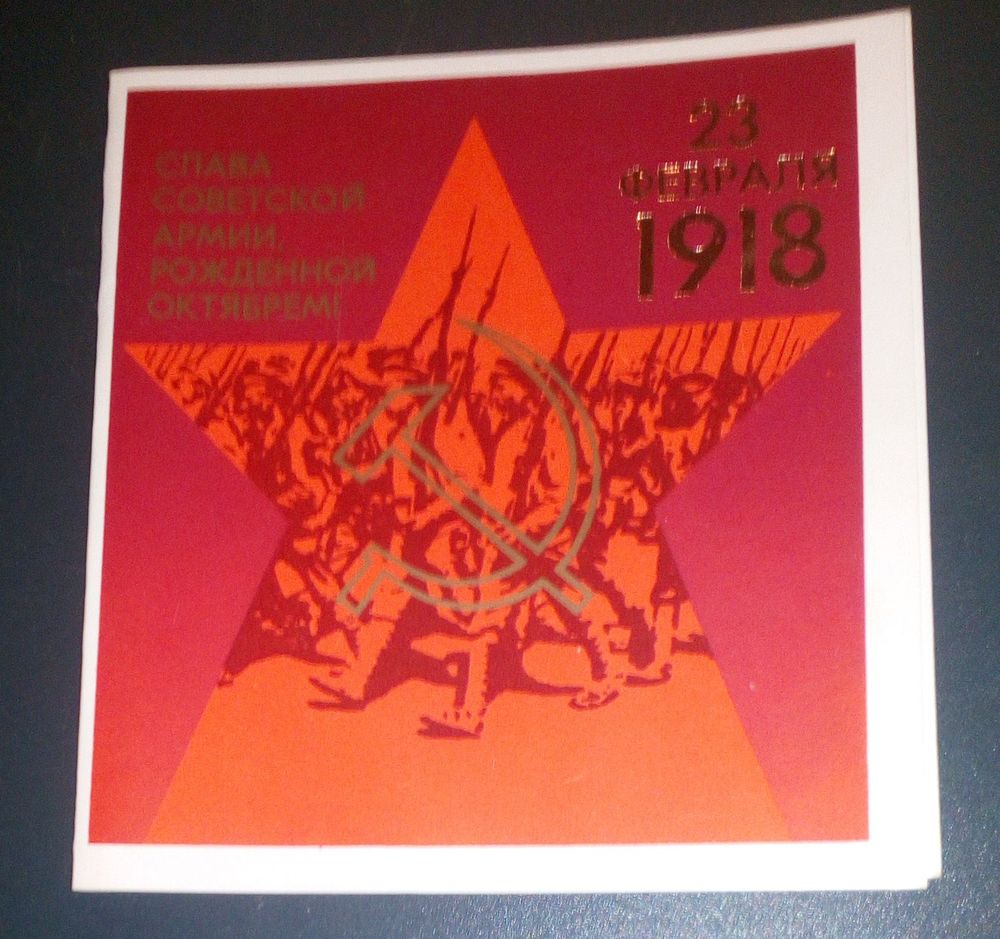 СЛАВА
СОВЕТСКОЙ
АРМИИ,
РОЖДЕННОЙ
ОКТЯБРЕМ!
23
ФЕВРАЛЯ
1918